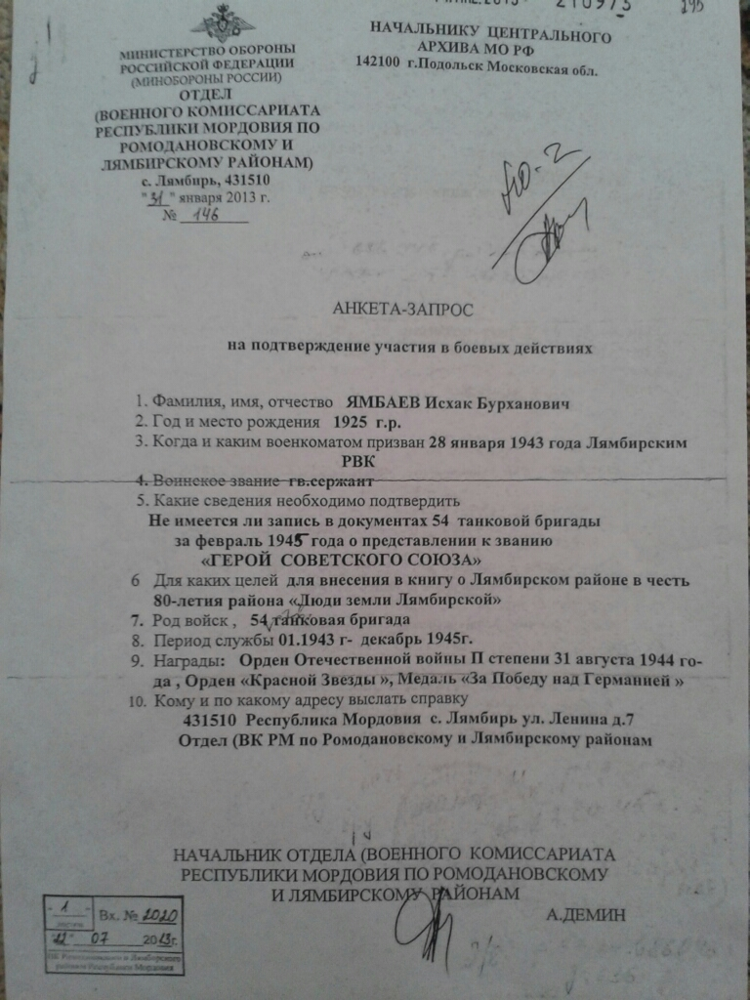 210973
195
МИНИСТЕРСТВО ОБОРОНЫ
РОССИЙСКОЙ ФЕДЕРАЦИИ
(МИНОБОРОНЫ РОССИИ)
ОТДЕЛ
(ВОЕННОГО КОМИССАРИАТА
РЕСПУБЛИКИ МОРДОВИЯ ПО
РОМОДАНОВСКОМУ И
ЛЯМБИРСКОМУ РАЙОНАМ)
с. Лямбирь, 431510
"31" января 2013 г.
№ 146
НАЧАЛЬНИКУ ЦЕНТРАЛЬНОГО
АРХИВА МО РФ
142100 г.Подольск Московская обл.
АНКЕТА-ЗАПРОС
на подтверждение участия в боевых действиях
1. Фамилия, имя, отчество ЯМБАЕВ Исхак Бурханович
2. Год и место рождения 1925 г.р.
3. Когда и каким военкоматом призван 28 января 1943 года Лямбирским
РВК
4. Воинское звание гв.сержант
5. Какие сведения необходимо подтвердить
Не имеется ли запись в документах 54 танковой бригады
за февраль 1945 года о представлении к званию
«ГЕРОЙ СОВЕТСКОГО СОЮЗА»
6 Для каких целей для внесения в книгу о Лямбирском районе в честь
80-летия района «Люди земли Лямбирской»
7. Род войск , 54 танковая бригада
8. Период службы 01.1943 г- декабрь 1945г.
9. Награды: Орден Отечественной войны II степени 31 августа 1944 го-
да , Орден «Красной Звезды », Медаль «За Победу над Германией »
10. Кому и по какому адресу выслать справку
431510 Республика Мордовия с. Лямбирь ул. Ленина д.7
Отдел (ВК РМ по Ромодановскому и Лямбирскому районам
НАЧАЛЬНИК ОТДЕЛА (ВОЕННОГО КОМИССАРИАТА
РЕСПУБЛИКИ МОРДОВИЯ ПО РОМОДАНОВСКОМУ
И ЛЯМБИРСКОМУ РАЙОНАМ
А.ДЕМИН
- 1 -
Вх. № 2020
"12" 07 2013г.